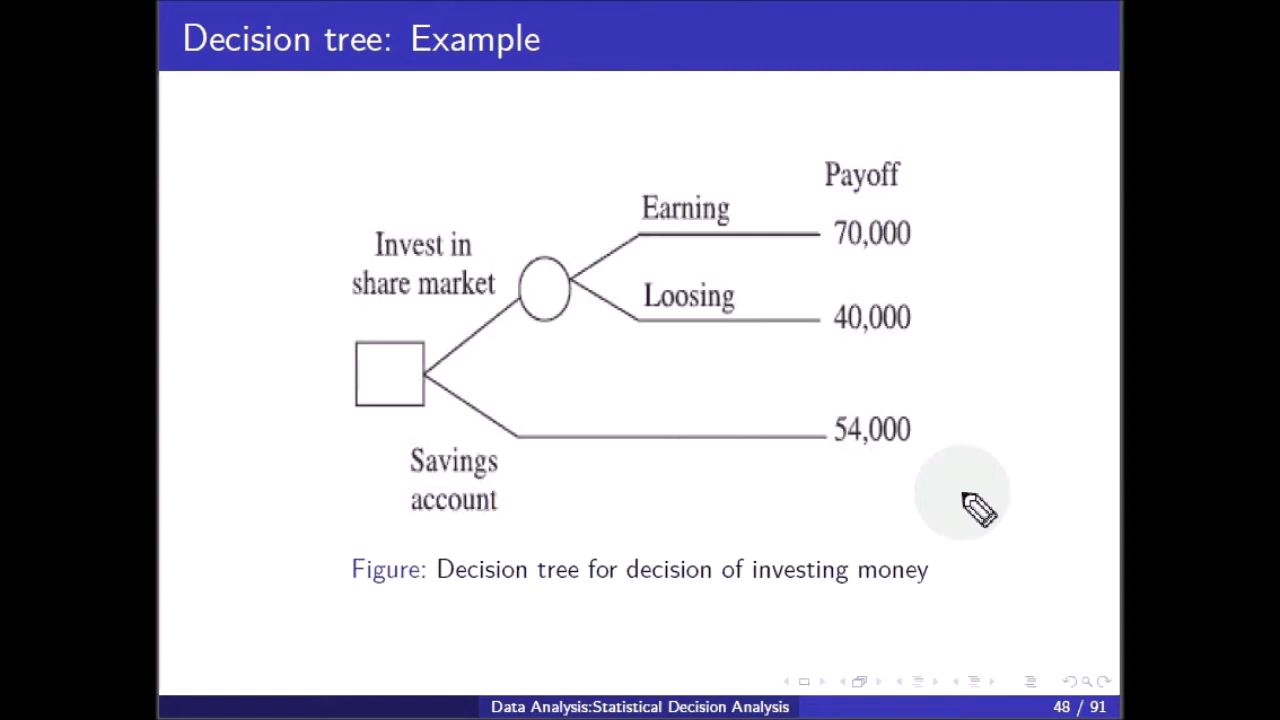 Decision tree: Example
Payoff
Earning
70,000
Invest in
share market
Loosing
40,000
54,000
Savings
account
Figure: Decision tree for decision of investing money
Data Analysis:Statistical Decision Analysis
48 / 91